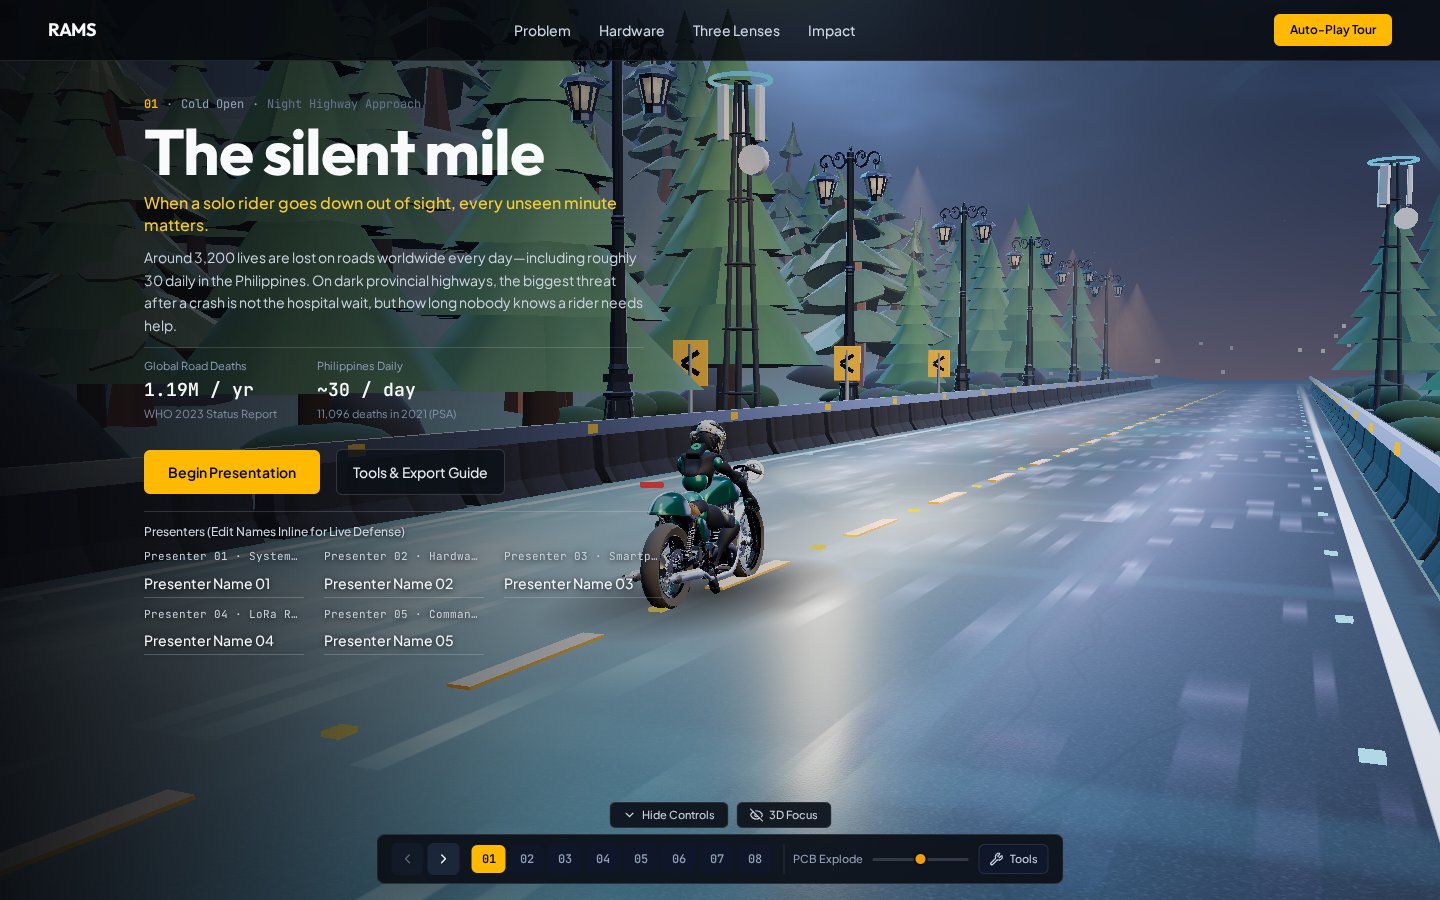 RAMS
Problem
Hardware
Three Lenses
Impact
Auto-Play Tour
01 · Cold Open · Night Highway Approach
The silent mile
When a solo rider goes down out of sight, every unseen minute
matters.
Around 3,200 lives are lost on roads worldwide every day—including roughly
30 daily in the Philippines. On dark provincial highways, the biggest threat
after a crash is not the hospital wait, but how long nobody knows a rider needs
help.
Global Road Deaths
1.19M / yr
WHO 2023 Status Report
Philippines Daily
~30 / day
11,096 deaths in 2021 (PSA)
Begin Presentation
Tools & Export Guide
Presenters (Edit Names Inline for Live Defense)
Presenter 01 · System…
Presenter 02 · Hardwa…
Presenter 03 · Smartp…
Presenter Name 01
Presenter Name 02
Presenter Name 03
Presenter 04 · LoRa R…
Presenter 05 · Comman…
Presenter Name 04
Presenter Name 05
Hide Controls
3D Focus
01 02 03 04 05 06 07 08
PCB Explode
Tools